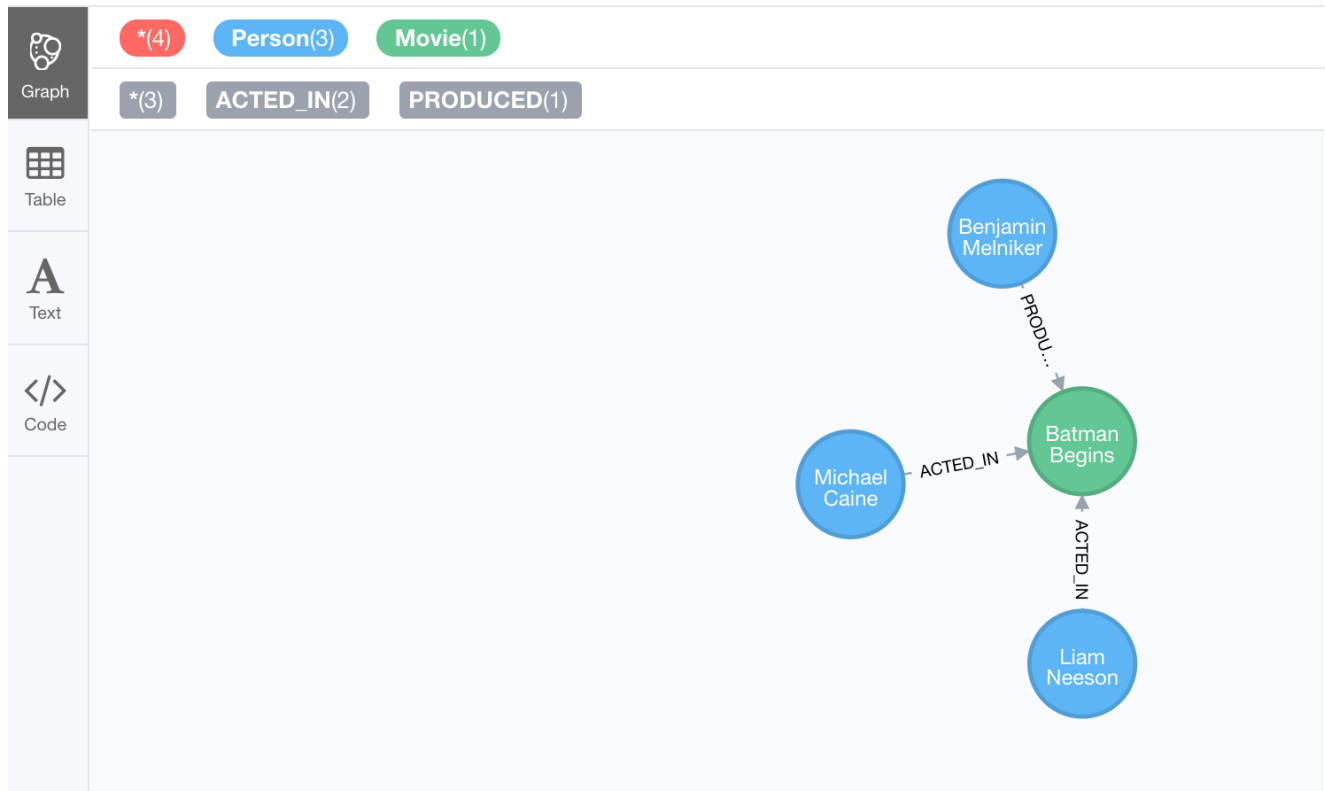 *(4) Person(3) Movie(1)
Graph
*(3) ACTED_IN(2) PRODUCED(1)
Table
Text
</> Code
Benjamin
Melniker
PRODU...
Batman
Begins
ACTED_IN
Michael
Caine
ACTED_IN
Liam
Neeson